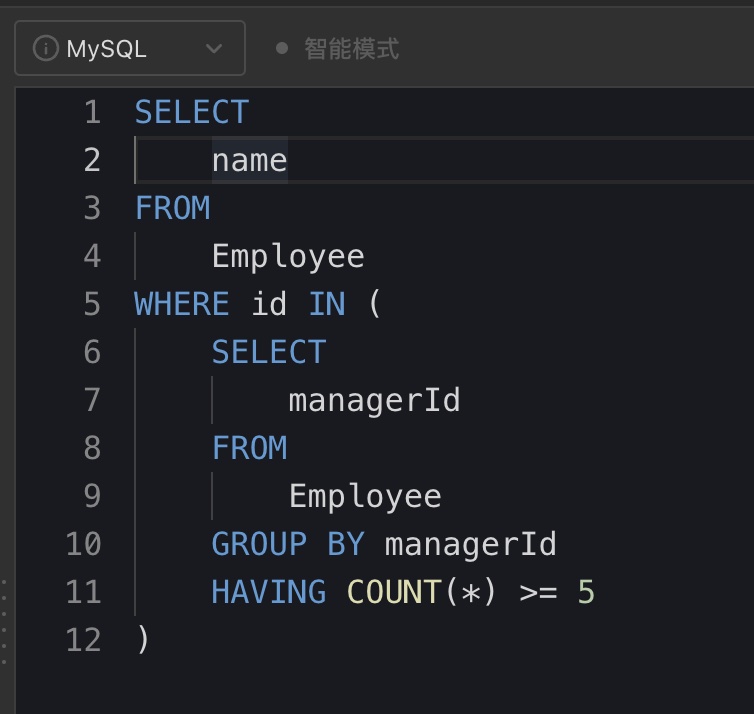 MySQL 智能模式
1 SELECT
2 name
3 FROM
4 Employee
5 WHERE id IN (
6 SELECT
7 managerId
8 FROM
9 Employee
10 GROUP BY managerId
11 HAVING COUNT(*) >= 5
12 )